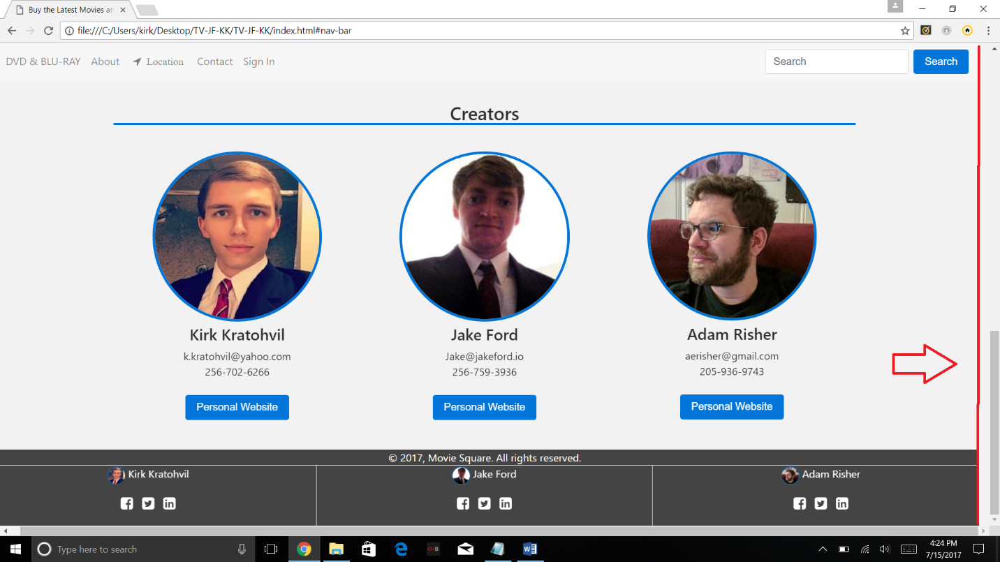 Buy the Latest Movies an
file:///C:/Users/kirk/Desktop/TV-JF-KK/TV-JF-KK/index.html#nav-bar
DVD & BLU-RAY About Location Contact Sign In Search Search
Creators
Kirk Kratohvil Jake Ford Adam Risher
k.kratohvil@yahoo.com Jake@jakeford.io aerisher@gmail.com
256-702-6266 256-759-3936 205-936-9743
Personal Website Personal Website Personal Website
© 2017, Movie Square. All rights reserved.
Kirk Kratohvil Jake Ford Adam Risher
Type here to search
4:24 PM
7/15/2017